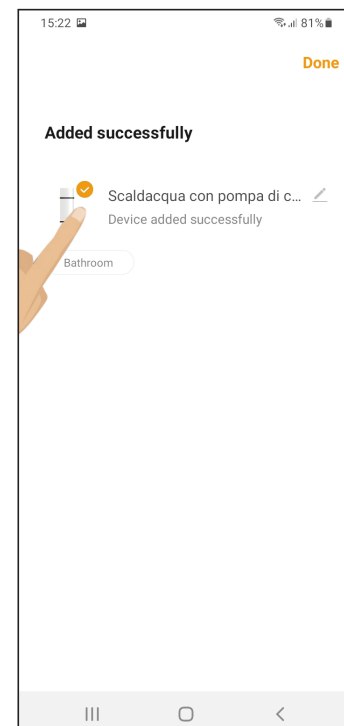 15:22 81%
Done
Added successfully
Scaldacqua con pompa di c...
Device added successfully
Bathroom